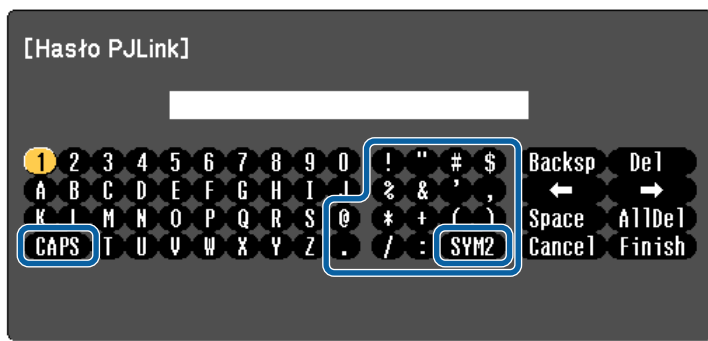 [Hasło PJLink]
1 2 3 4 5 6 7 8 9 0 ! " # $ Backsp Del
A B C D E F G H I J % & ' , ← →
K L M N O P Q R S @ * + ( ) Space AllDel
CAPS T U V W X Y Z . / : SYM2 Cancel Finish